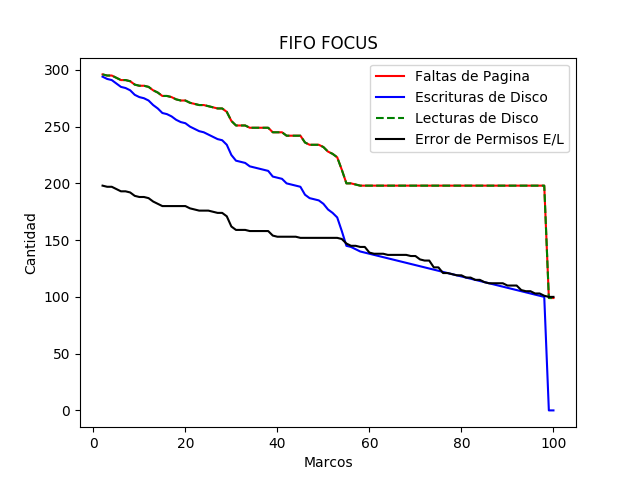 FIFO FOCUS
Faltas de Pagina
Escrituras de Disco
Lecturas de Disco
Error de Permisos E/L
Cantidad
300
250
200
150
100
50
0
0 20 40 60 80 100
Marcos